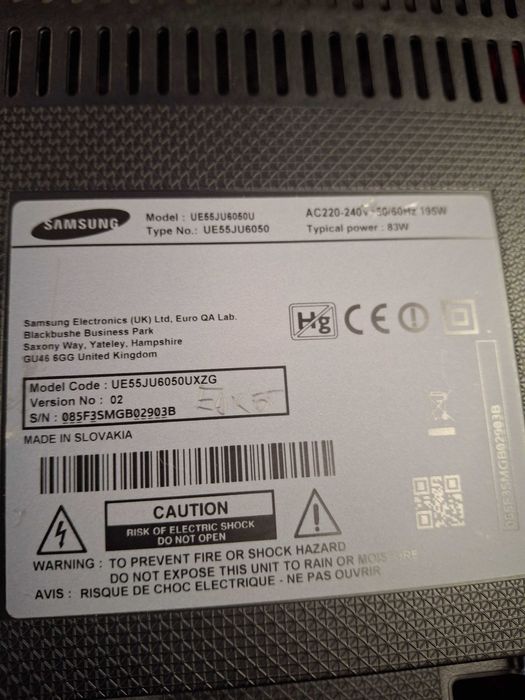 SAMSUNG
Model : UE55JU6050U
Type No.: UE55JU6050
AC220-240V~50/60Hz 195W
Typical power : 83W
Samsung Electronics (UK) Ltd, Euro QA Lab.
Blackbushe Business Park
Saxony Way, Yateley, Hampshire
GU46 6GG United Kingdom
Hg CE
Model Code : UE55JU6050UXZG
Version No : 02
S/N : 085F3SMGB02903B
MADE IN SLOVAKIA
085F3SMGB02903B
CAUTION
RISK OF ELECTRIC SHOCK
DO NOT OPEN
WARNING : TO PREVENT FIRE OR SHOCK HAZARD
DO NOT EXPOSE THIS UNIT TO RAIN OR MOISTURE
AVIS : RISQUE DE CHOC ELECTRIQUE - NE PAS OUVRIR